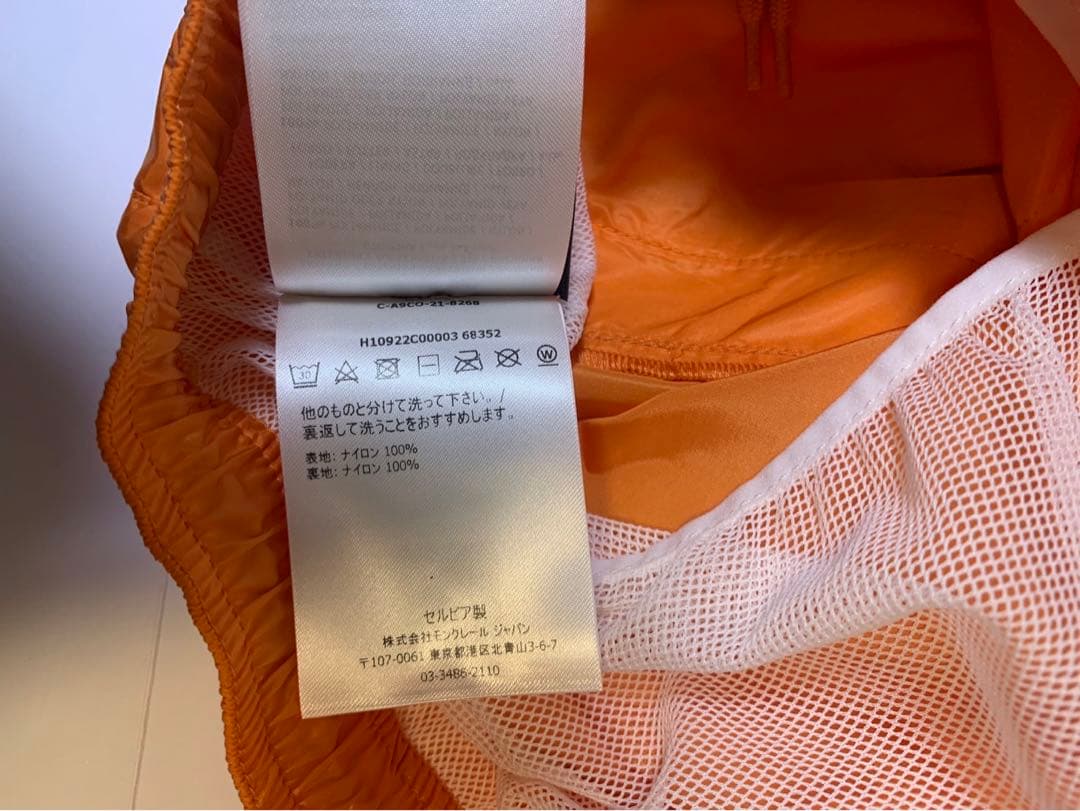 C-A9CO-21-8268
H10922C00003 68352
30
W
他のものと分けて洗って下さい。/
裏返して洗うことをおすすめします。
表地: ナイロン 100%
裏地: ナイロン 100%
セルビア製
株式会社モンクレール ジャパン
〒107-0061 東京都港区北青山3-6-7
03-3486-2110